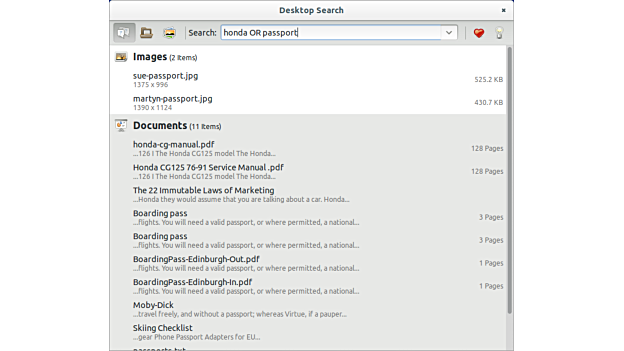 Desktop Search
Search: honda OR passport
Images (2 Items)
sue-passport.jpg 525.2 KB
1375 x 996
martyn-passport.jpg 430.7 KB
1390 x 1124
Documents (11 Items)
honda-cg-manual.pdf 128 Pages
...126 I The Honda CG125 model The Honda...
Honda CG125 76-91 Service Manual .pdf 128 Pages
...126 I The Honda CG125 model The Honda...
The 22 Immutable Laws of Marketing
...Honda they would assume that you are talking about a car. Honda...
Boarding pass 3 Pages
...flights. You will need a valid passport, or where permitted, a national...
Boarding pass 3 Pages
...flights. You will need a valid passport, or where permitted, a national...
BoardingPass-Edinburgh-Out.pdf 1 Pages
...flights. You will need a valid passport, or where permitted, a national...
BoardingPass-Edinburgh-In.pdf 1 Pages
...flights. You will need a valid passport, or where permitted, a national...
Moby-Dick
...travel freely, and without a passport; whereas Virtue, if a pauper...
Skiing Checklist
...gear Phone Passport Adapters for EU...
passports.txt